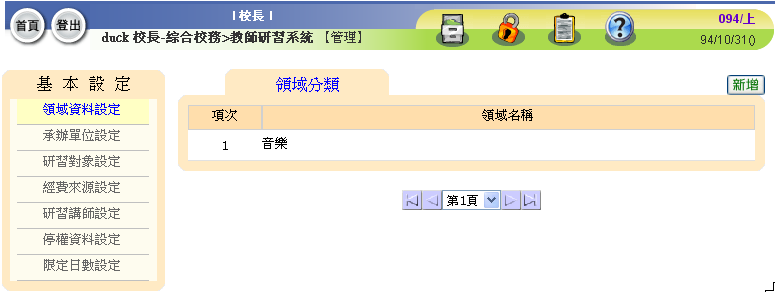 首頁
登出
| 校長 |
duck 校長-綜合校務>教師研習系統 【管理】
094/上
94/10/31()
基 本 設 定
領域資料設定
承辦單位設定
研習對象設定
經費來源設定
研習講師設定
停權資料設定
限定日數設定
領域分類
新增
項次 領域名稱
1 音樂
第1頁